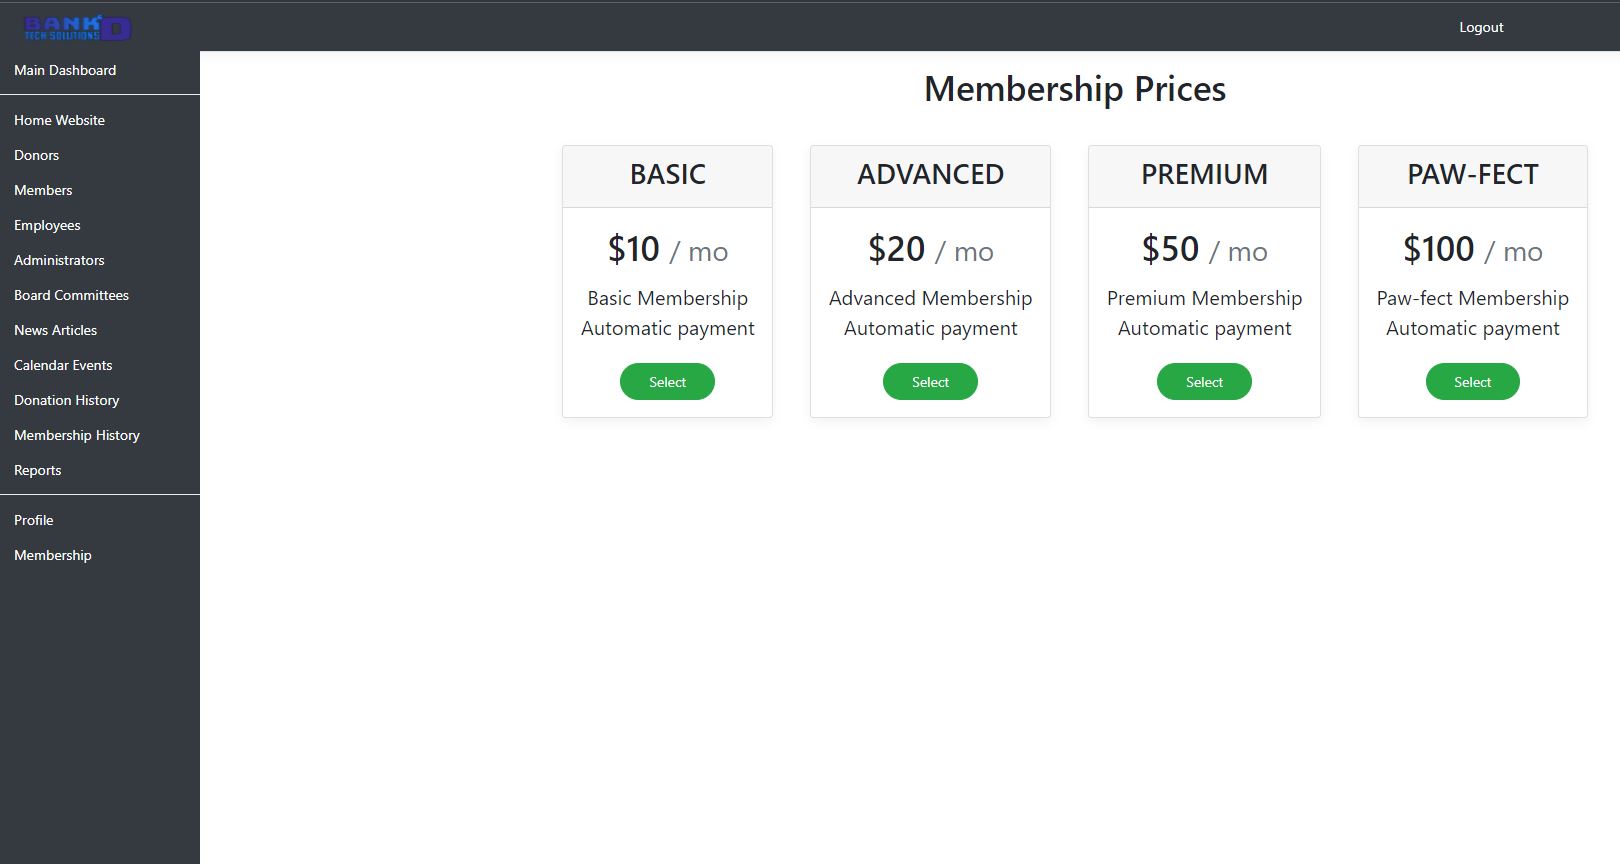 BANK'D
TECH SOLUTIONS
Logout
Main Dashboard
Home Website
Donors
Members
Employees
Administrators
Board Committees
News Articles
Calendar Events
Donation History
Membership History
Reports
Profile
Membership
Membership Prices
BASIC
$10 / mo
Basic Membership
Automatic payment
Select
ADVANCED
$20 / mo
Advanced Membership
Automatic payment
Select
PREMIUM
$50 / mo
Premium Membership
Automatic payment
Select
PAW-FECT
$100 / mo
Paw-fect Membership
Automatic payment
Select